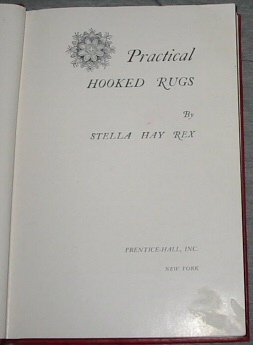 Practical
HOOKED RUGS
By
STELLA HAY REX
PRENTICE-HALL, INC.
NEW YORK